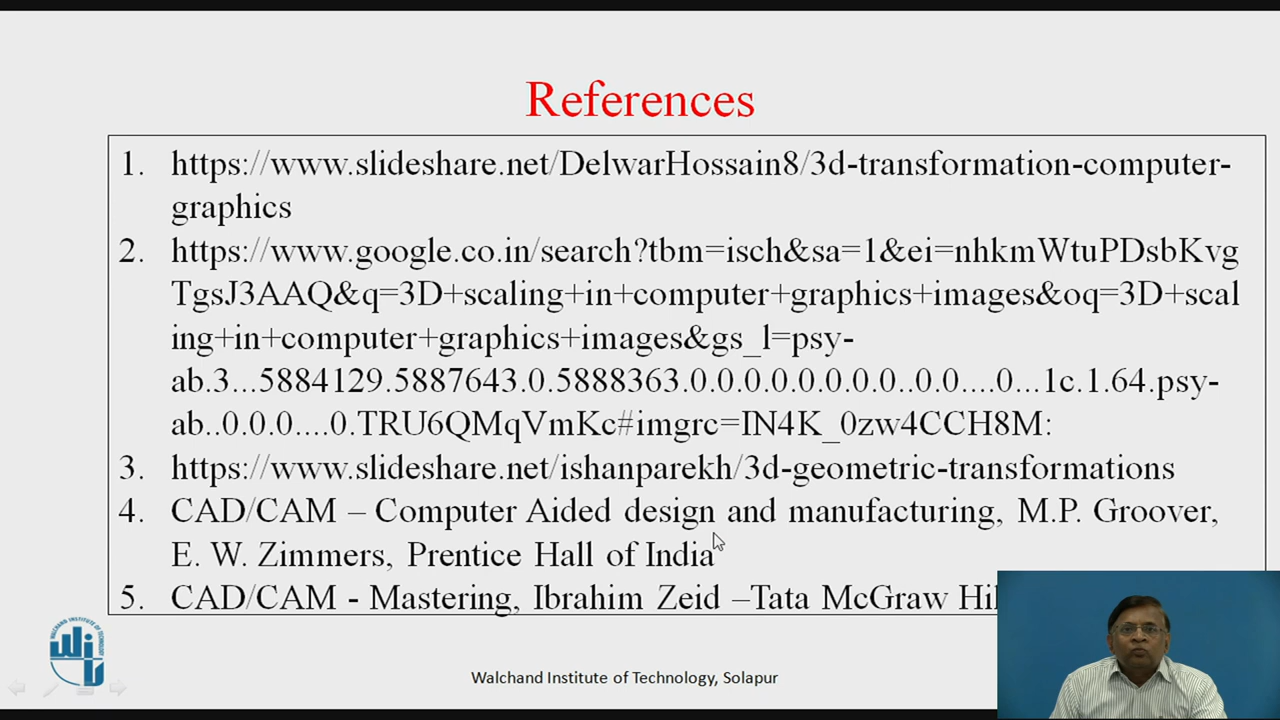 References
1. https://www.slideshare.net/DelwarHossain8/3d-transformation-computer-
graphics
2. https://www.google.co.in/search?tbm=isch&sa=1&ei=nhkmWtuPDsbKvg
TgsJ3AAQ&q=3D+scaling+in+computer+graphics+images&oq=3D+scal
ing+in+computer+graphics+images&gs_l=psy-
ab.3...5884129.5887643.0.5888363.0.0.0.0.0.0.0.0..0.0....0...1c.1.64.psy-
ab..0.0.0....0.TRU6QMqVmKc#imgrc=IN4K_0zw4CCH8M:
3. https://www.slideshare.net/ishanparekh/3d-geometric-transformations
4. CAD/CAM – Computer Aided design and manufacturing, M.P. Groover,
E. W. Zimmers, Prentice Hall of India
5. CAD/CAM - Mastering, Ibrahim Zeid –Tata McGraw
WALCHAND INSTITUTE OF TECHNOLOGY
Walchand Institute of Technology, Solapur